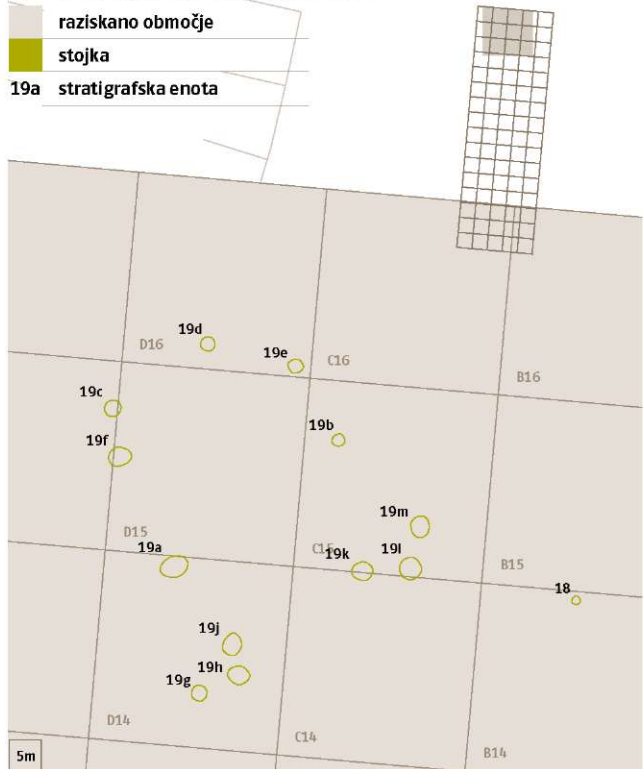 raziskano območje
stojka
19a stratigrafska enota
19d
D16
19e
C16
B16
19c
19b
19f
19m
D15
19a
C15
19k
19l
B15
18
19j
19h
19g
D14
C14
B14
5m